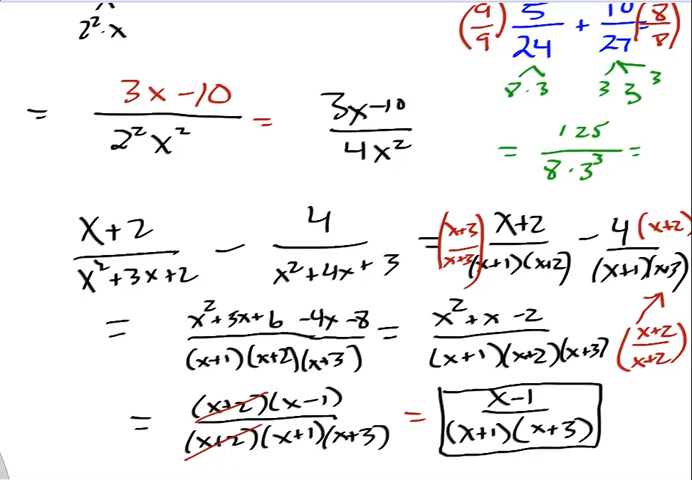 2² · x
(9/9) 5/24 + 10/27 = (8/8)
8 · 3 3 3 3
= (3x - 10)/(2² x²) = (3x - 10)/(4x²)
= 125/(8 · 3³) =
(x+2)/(x²+3x+2) - 4/(x²+4x+3) = ((x+3)/(x+3)) (x+2)/((x+1)(x+2)) - 4(x+2)/((x+1)(x+3))
= (x²+3x+6-4x-8)/((x+1)(x+2)(x+3)) = (x²+x-2)/((x+1)(x+2)(x+3)) ((x+2)/(x+2))
= ((x+2)(x-1))/((x+2)(x+1)(x+3)) = (x-1)/((x+1)(x+3))